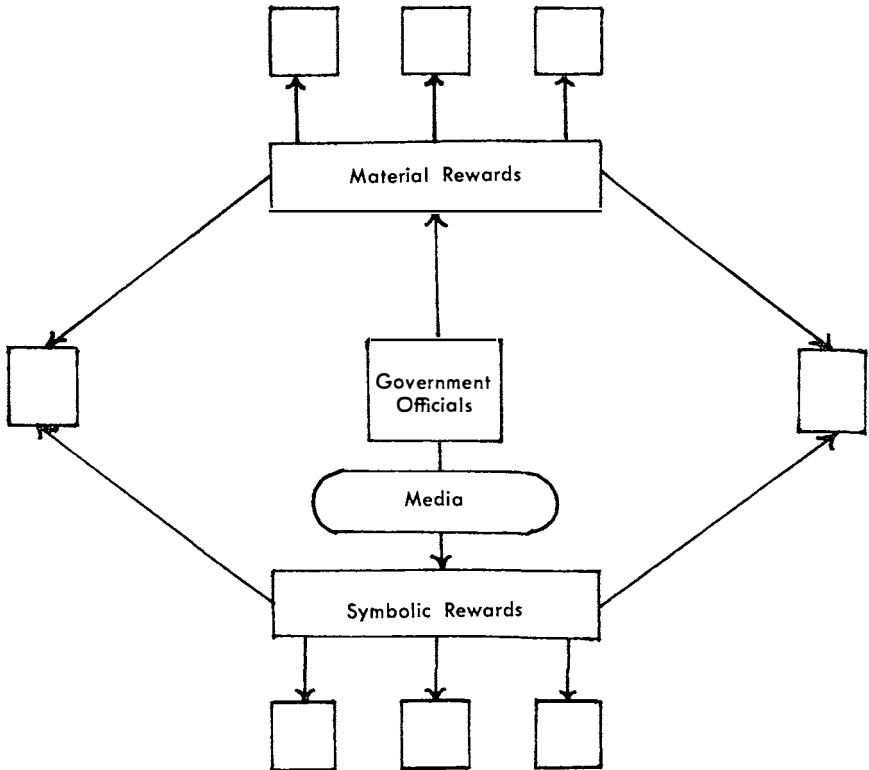 Material Rewards
Government
Officials
Media
Symbolic Rewards